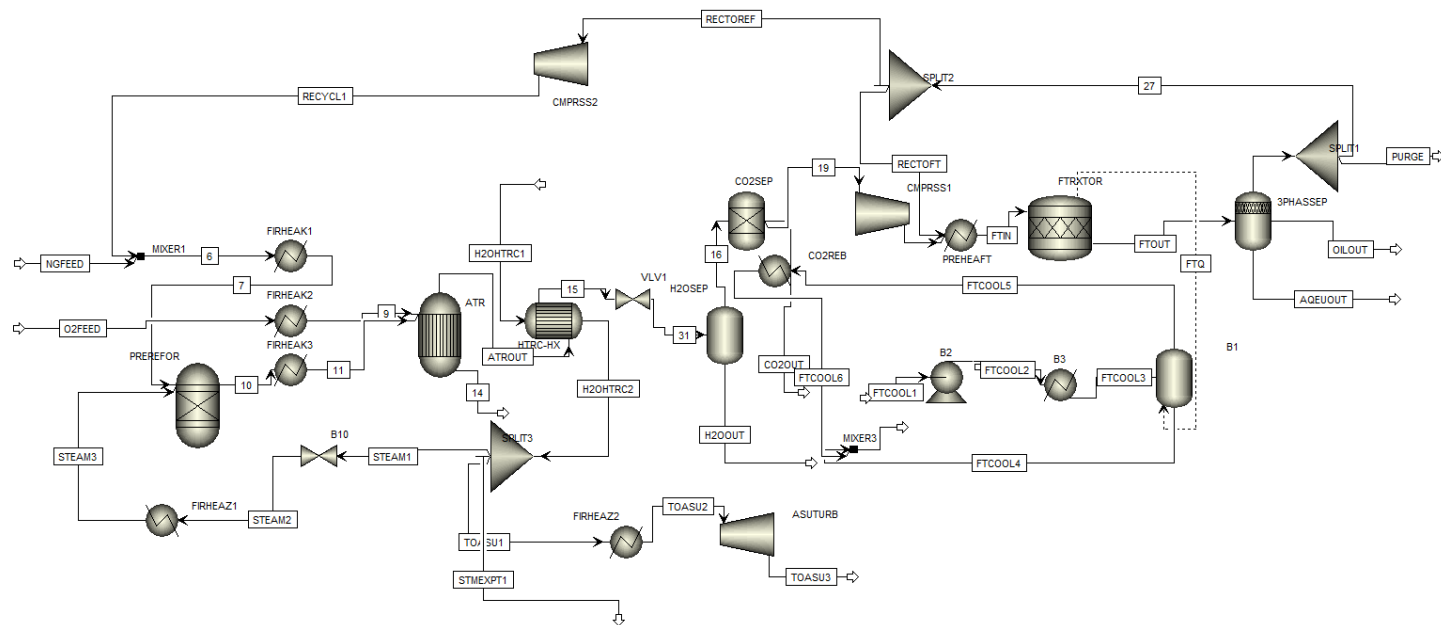 RECTOREF
SPLIT2
27
RECYCL1
CMPRSS2
SPLIT1
PURGE
RECTOFT
CO2SEP
19
CMPRSS1
FTRXTOR
3PHASSEP
NGFEED
MIXER1
6
FIRHEAK1
H2OHTRC1
16
CO2REB
PREHEAFT
FTIN
FTOUT
OILOUT
FTQ
7
FIRHEAK2
9
ATR
15
VLV1
H2OSEP
FTCOOL5
AQEUOUT
O2FEED
PREREFOR
FIRHEAK3
ATROUT
HTRC-HX
31
B1
10
11
CO2OUT
FTCOOL6
B2
B3
FTCOOL1
FTCOOL2
FTCOOL3
14
H2OHTRC2
H2OOUT
MIXER3
FTCOOL4
STEAM3
B10
STEAM1
SPLIT3
FIRHEAZ1
STEAM2
TOASU1
FIRHEAZ2
TOASU2
ASUTURB
STMEXPT1
TOASU3